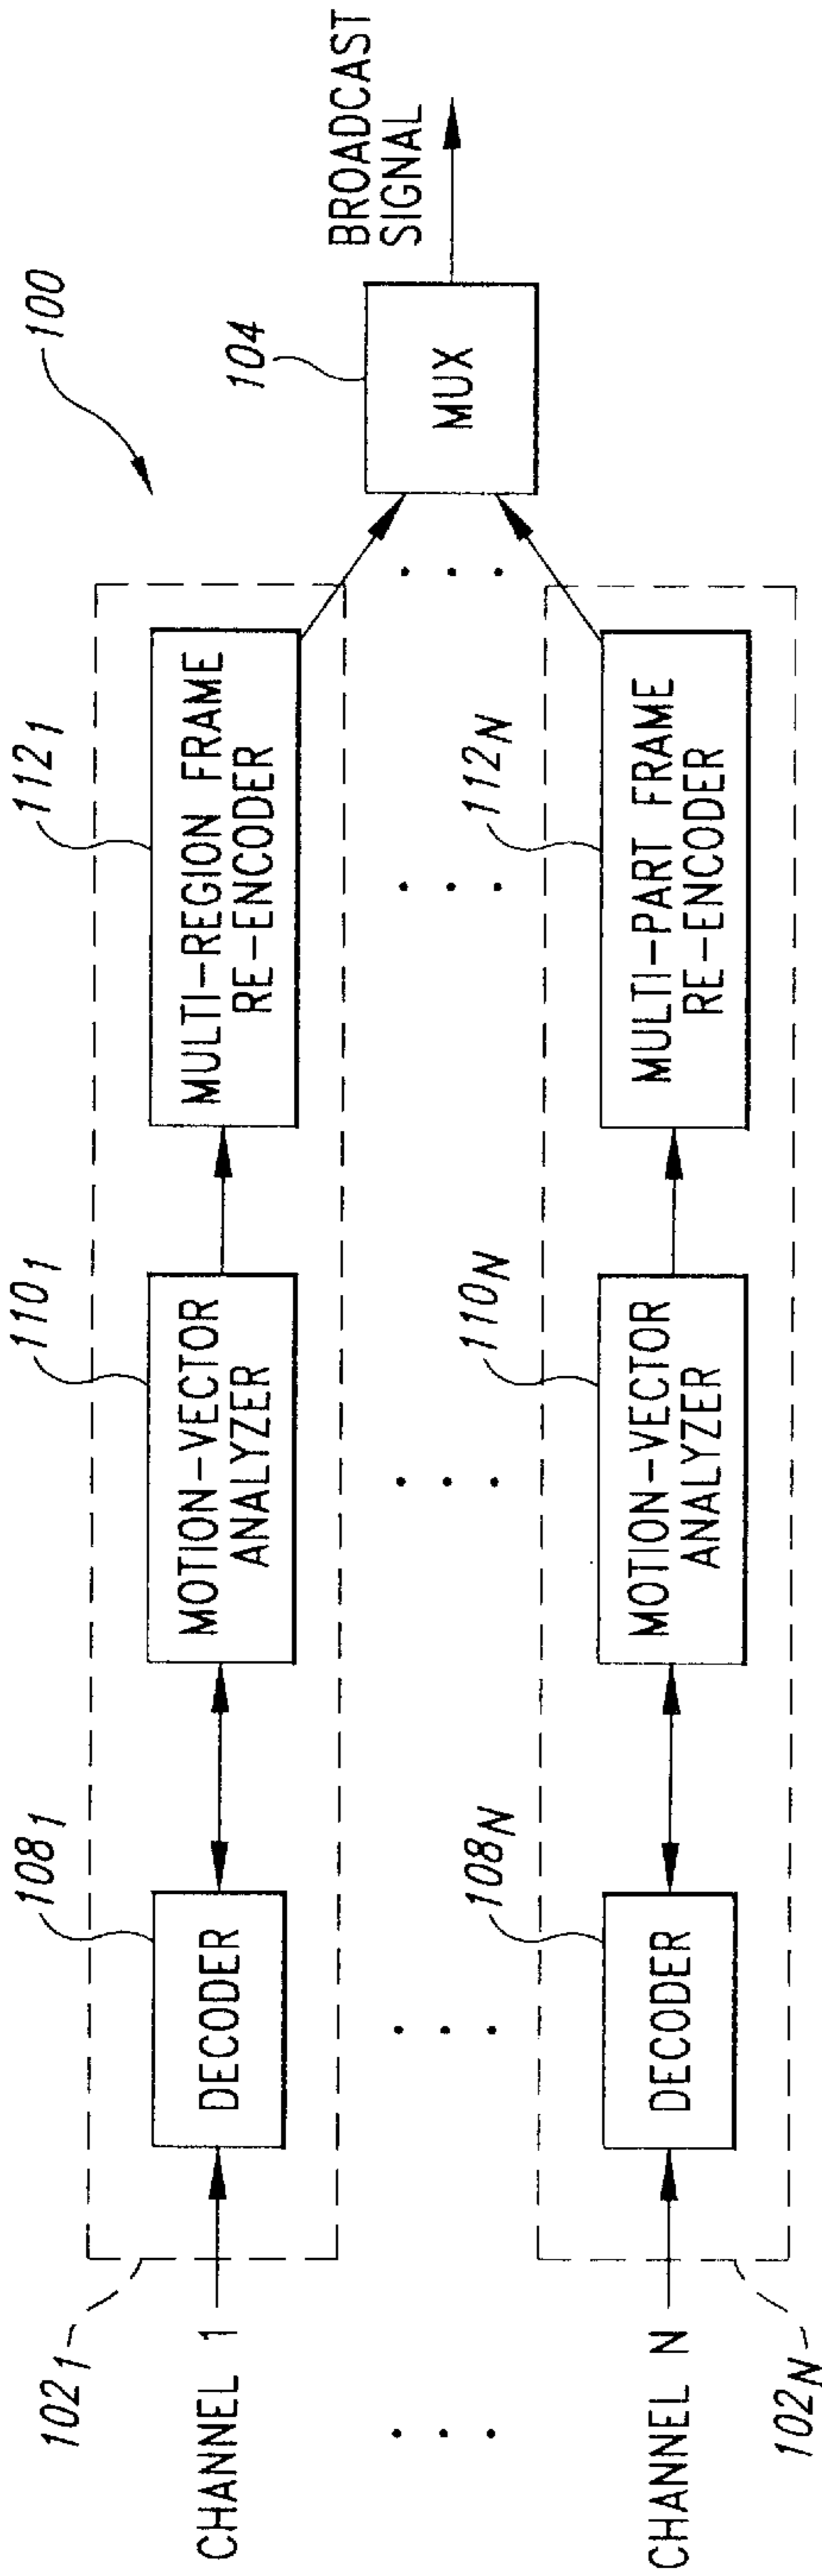 100
102₁
CHANNEL 1
108₁
DECODER
110₁
MOTION-VECTOR
ANALYZER
112₁
MULTI-REGION FRAME
RE-ENCODER
104
MUX
BROADCAST
SIGNAL
. . .
. . .
. . .
. . .
. . .
CHANNEL N
102N
108N
DECODER
110N
MOTION-VECTOR
ANALYZER
112N
MULTI-PART FRAME
RE-ENCODER